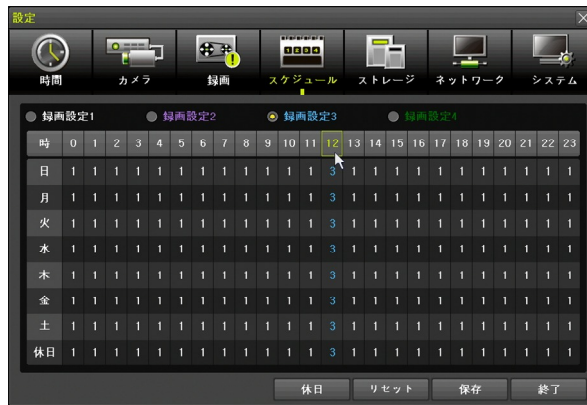 設定
時間 カメラ 録画 スケジュール ストレージ ネットワーク システム
録画設定1 録画設定2 録画設定3 録画設定4
時 0 1 2 3 4 5 6 7 8 9 10 11 12 13 14 15 16 17 18 19 20 21 22 23
日 1 1 1 1 1 1 1 1 1 1 1 1 3 1 1 1 1 1 1 1 1 1 1 1
月 1 1 1 1 1 1 1 1 1 1 1 1 3 1 1 1 1 1 1 1 1 1 1 1
火 1 1 1 1 1 1 1 1 1 1 1 1 3 1 1 1 1 1 1 1 1 1 1 1
水 1 1 1 1 1 1 1 1 1 1 1 1 3 1 1 1 1 1 1 1 1 1 1 1
木 1 1 1 1 1 1 1 1 1 1 1 1 3 1 1 1 1 1 1 1 1 1 1 1
金 1 1 1 1 1 1 1 1 1 1 1 1 3 1 1 1 1 1 1 1 1 1 1 1
土 1 1 1 1 1 1 1 1 1 1 1 1 3 1 1 1 1 1 1 1 1 1 1 1
休日 1 1 1 1 1 1 1 1 1 1 1 1 3 1 1 1 1 1 1 1 1 1 1 1
休日 リセット 保存 終了